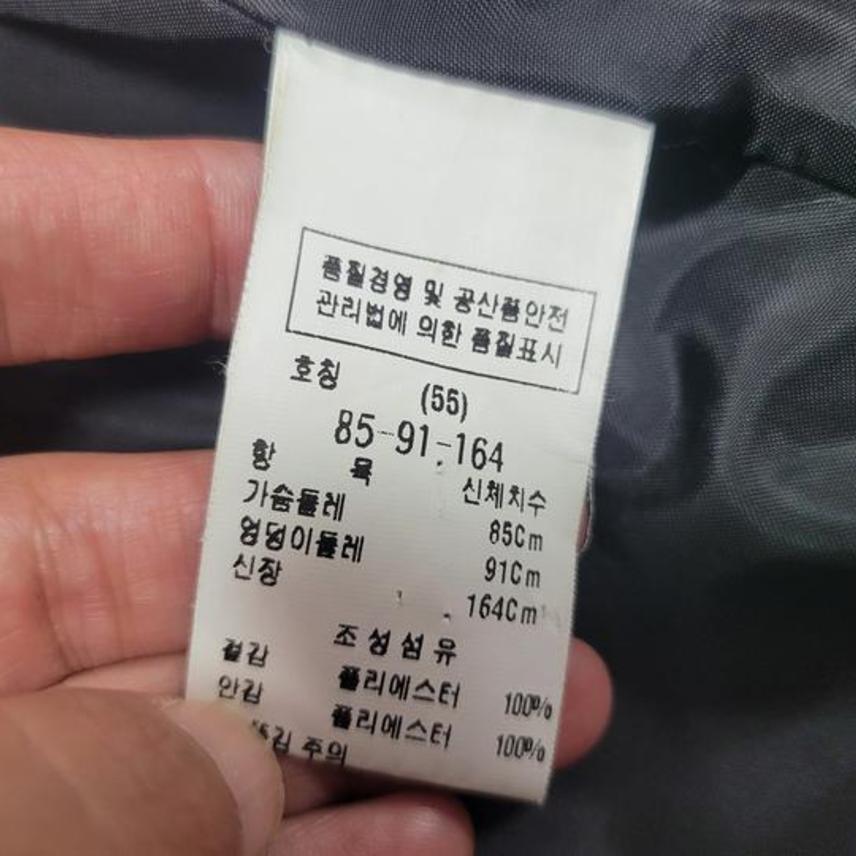 품질경영 및 공산품안전
관리법에 의한 품질표시
호칭
(55)
85-91-164
항 목 신체치수
가슴둘레 85Cm
엉덩이둘레 91Cm
신장 164Cm
조성섬유
겉감 폴리에스터 100%
안감 폴리에스터 100%
주의